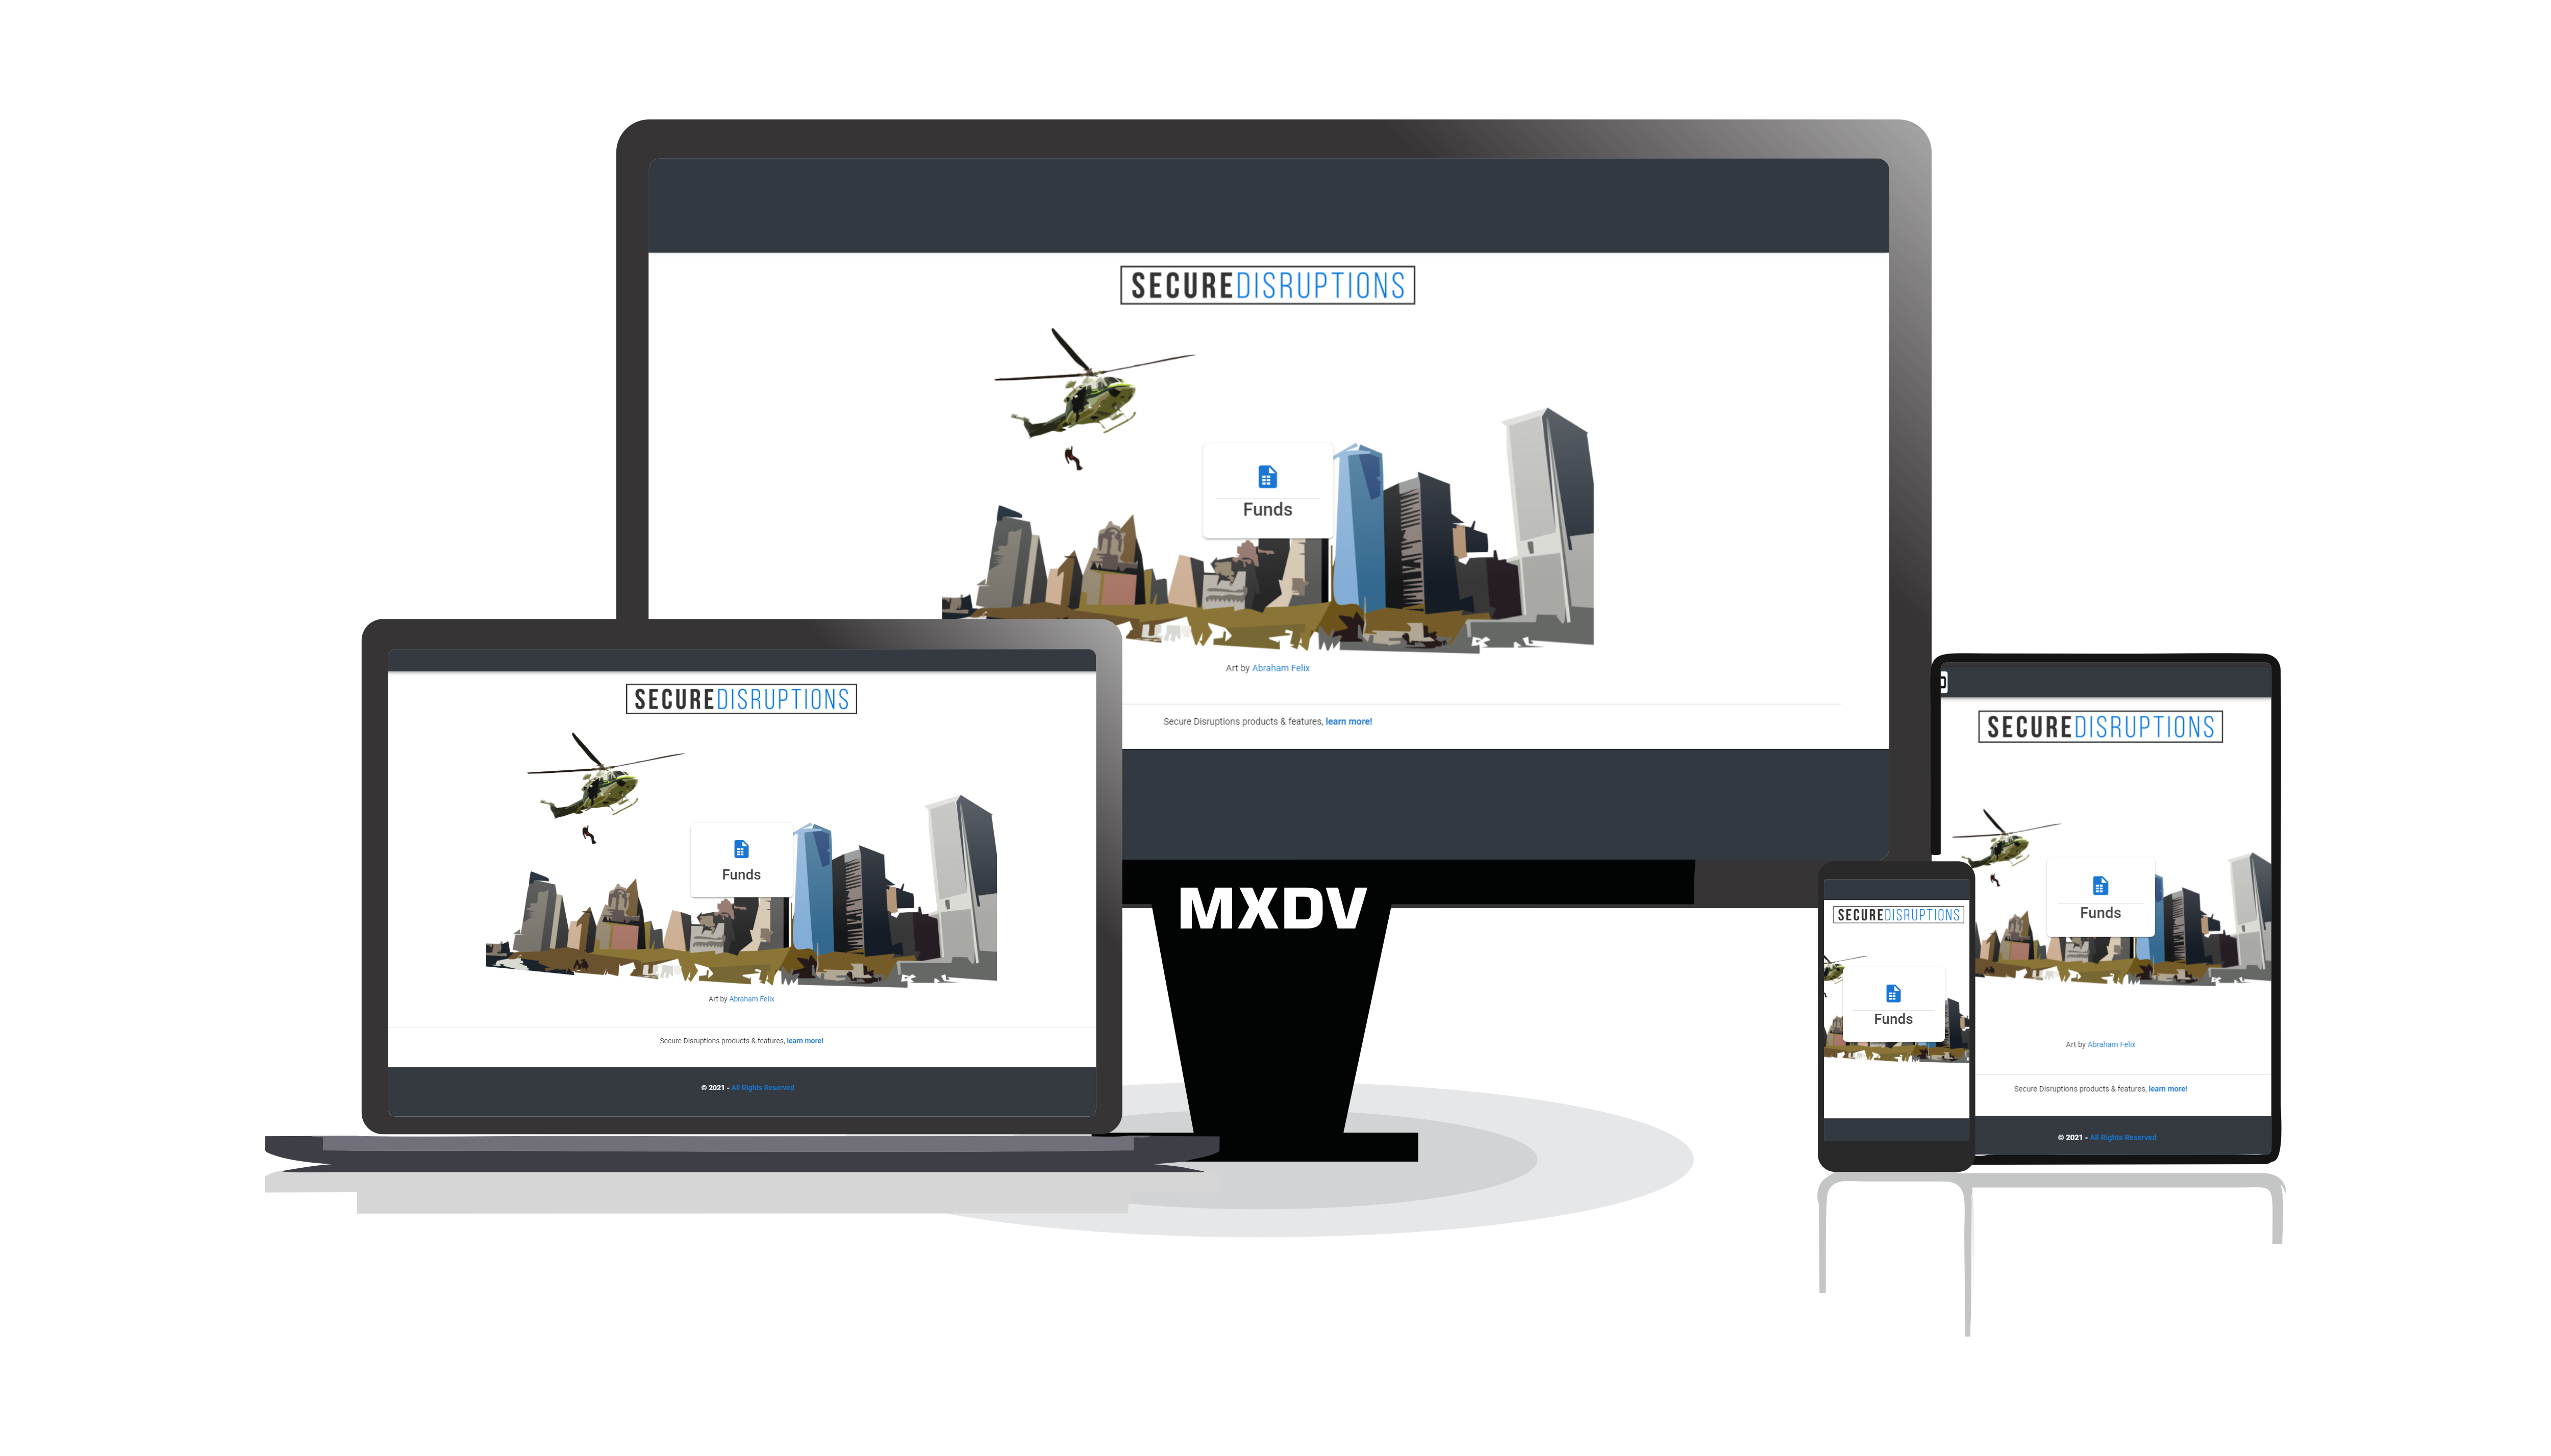 SECUREDISRUPTIONS
Funds
Art by Abraham Felix
Secure Disruptions products & features, learn more!
MXDV
SECUREDISRUPTIONS
Funds
Art by Abraham Felix
Secure Disruptions products & features, learn more!
© 2021 - All Rights Reserved
SECUREDISRUPTIONS
Funds
SECUREDISRUPTIONS
Funds
Art by Abraham Felix
Secure Disruptions products & features, learn more!
© 2021 - All Rights Reserved